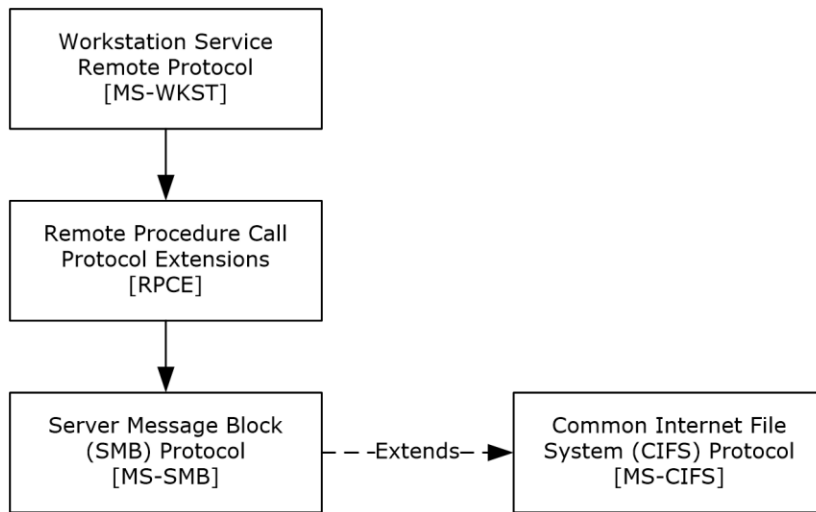 Workstation Service
Remote Protocol
[MS-WKST]
Remote Procedure Call
Protocol Extensions
[RPCE]
Server Message Block
(SMB) Protocol
[MS-SMB]
Extends
Common Internet File
System (CIFS) Protocol
[MS-CIFS]